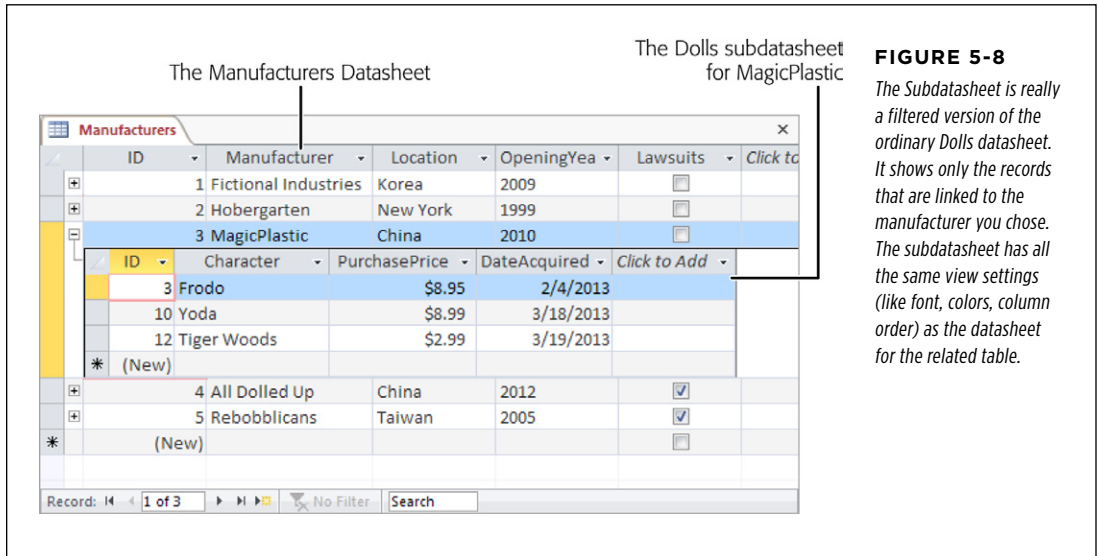 The Manufacturers Datasheet
The Dolls subdatasheet
for MagicPlastic
FIGURE 5-8
The Subdatasheet is really
a filtered version of the
ordinary Dolls datasheet.
It shows only the records
that are linked to the
manufacturer you chose.
The subdatasheet has all
the same view settings
(like font, colors, column
order) as the datasheet
for the related table.
Manufacturers
ID Manufacturer Location OpeningYea Lawsuits Click to
1 Fictional Industries Korea 2009
2 Hobergarten New York 1999
3 MagicPlastic China 2010
ID Character PurchasePrice DateAcquired Click to Add
3 Frodo $8.95 2/4/2013
10 Yoda $8.99 3/18/2013
12 Tiger Woods $2.99 3/19/2013
* (New)
4 All Dolled Up China 2012
5 Rebobblicans Taiwan 2005
* (New)
Record: 1 of 3 No Filter Search